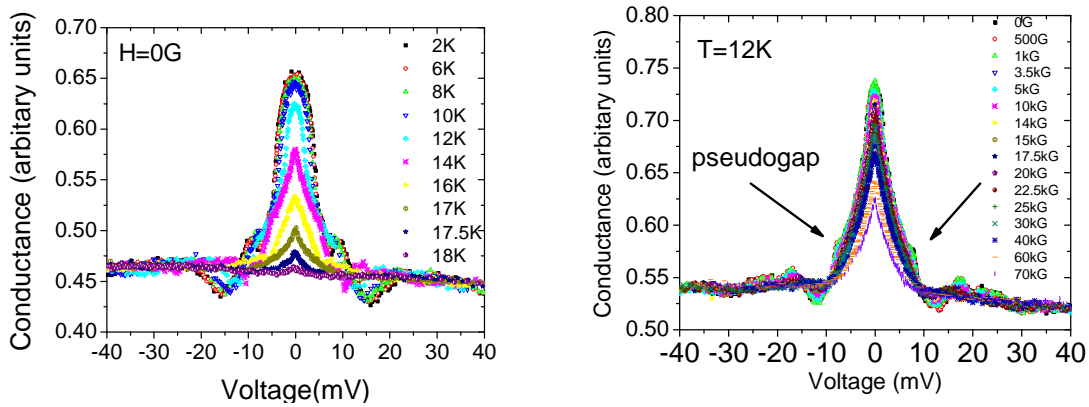 H=0G
2K
6K
8K
10K
12K
14K
16K
17K
17.5K
18K
0.70
0.65
0.60
0.55
0.50
0.45
0.40
-40 -30 -20 -10 0 10 20 30 40
Conductance (arbitary units)
Voltage(mV)
T=12K
pseudogap
0G
500G
1kG
3.5kG
5kG
10kG
14kG
15kG
17.5kG
20kG
22.5kG
25kG
30kG
40kG
60kG
70kG
0.80
0.75
0.70
0.65
0.60
0.55
0.50
-40 -30 -20 -10 0 10 20 30 40
Conductance (arbitary units)
Voltage (mV)